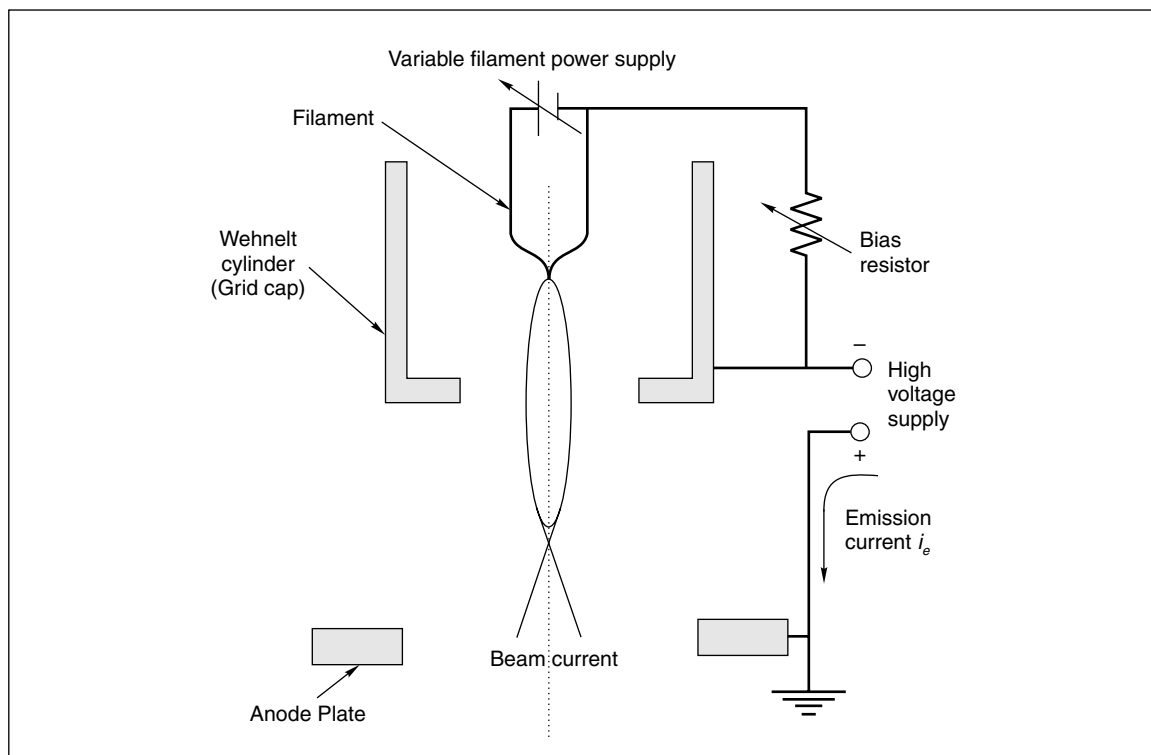 Variable filament power supply
Filament
Wehnelt
cylinder
(Grid cap)
Bias
resistor
–
High
voltage
supply
+
Emission
current i_e
Beam current
Anode Plate